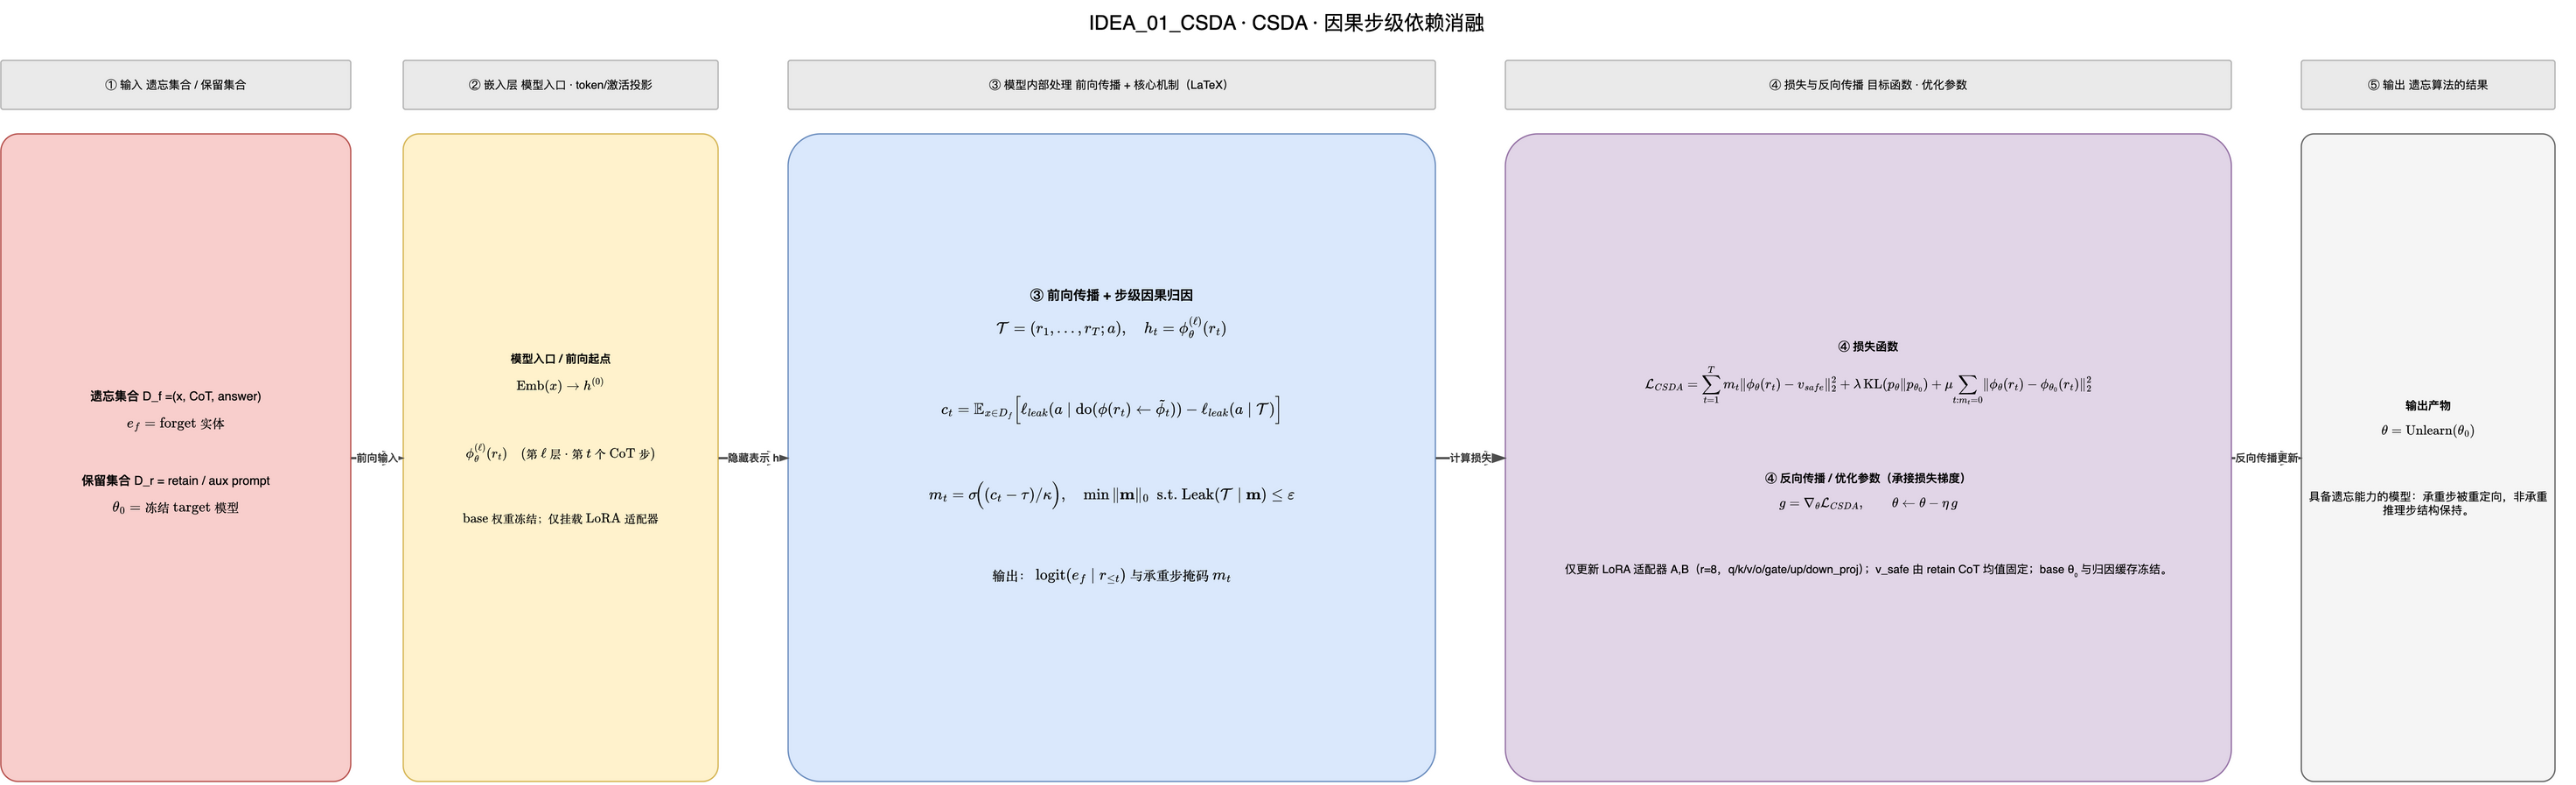 IDEA_01_CSDA · CSDA · 因果步级依赖消融
① 输入 遗忘集合 / 保留集合
② 嵌入层 模型入口 · token/激活投影
③ 模型内部处理 前向传播 + 核心机制（LaTeX）
④ 损失与反向传播 目标函数 · 优化参数
⑤ 输出 遗忘算法的结果
遗忘集合 D_f =(x, CoT, answer)
e_f = forget 实体
保留集合 D_r = retain / aux prompt
θ_0 = 冻结 target 模型
前向输入
模型入口 / 前向起点
Emb(x) → h^{(0)}
φ_θ^{(ℓ)}(r_t) (第 ℓ 层 · 第 t 个 CoT 步)
base 权重冻结；仅挂载 LoRA 适配器
隐藏表示 h
③ 前向传播 + 步级因果归因
𝒯 = (r_1, …, r_T; a), h_t = ϕ_θ^{(ℓ)}(r_t)
c_t = 𝔼_{x∈D_f}[ℓ_{leak}(a | do(ϕ(r_t) ← ϕ̃_t)) − ℓ_{leak}(a | 𝒯)]
m_t = σ((c_t − τ)/κ), min ‖𝐦‖_0 s.t. Leak(𝒯 | 𝐦) ≤ ε
输出： logit(e_f | r_{≤t}) 与承重步掩码 m_t
计算损失
④ 损失函数
ℒ_{CSDA} = ∑_{t=1}^{T} m_t‖ϕ_θ(r_t) − v_{safe}‖_2^2 + λ KL(p_θ‖p_{θ_0}) + μ ∑_{t:m_t=0} ‖ϕ_θ(r_t) − ϕ_{θ_0}(r_t)‖_2^2
④ 反向传播 / 优化参数（承接损失梯度）
g = ∇_θ ℒ_{CSDA}, θ ← θ − η g
仅更新 LoRA 适配器 A,B（r=8，q/k/v/o/gate/up/down_proj）；v_safe 由 retain CoT 均值固定；base θ_0 与归因缓存冻结。
反向传播更新
输出产物
θ = Unlearn(θ_0)
具备遗忘能力的模型：承重步被重定向，非承重
推理步结构保持。